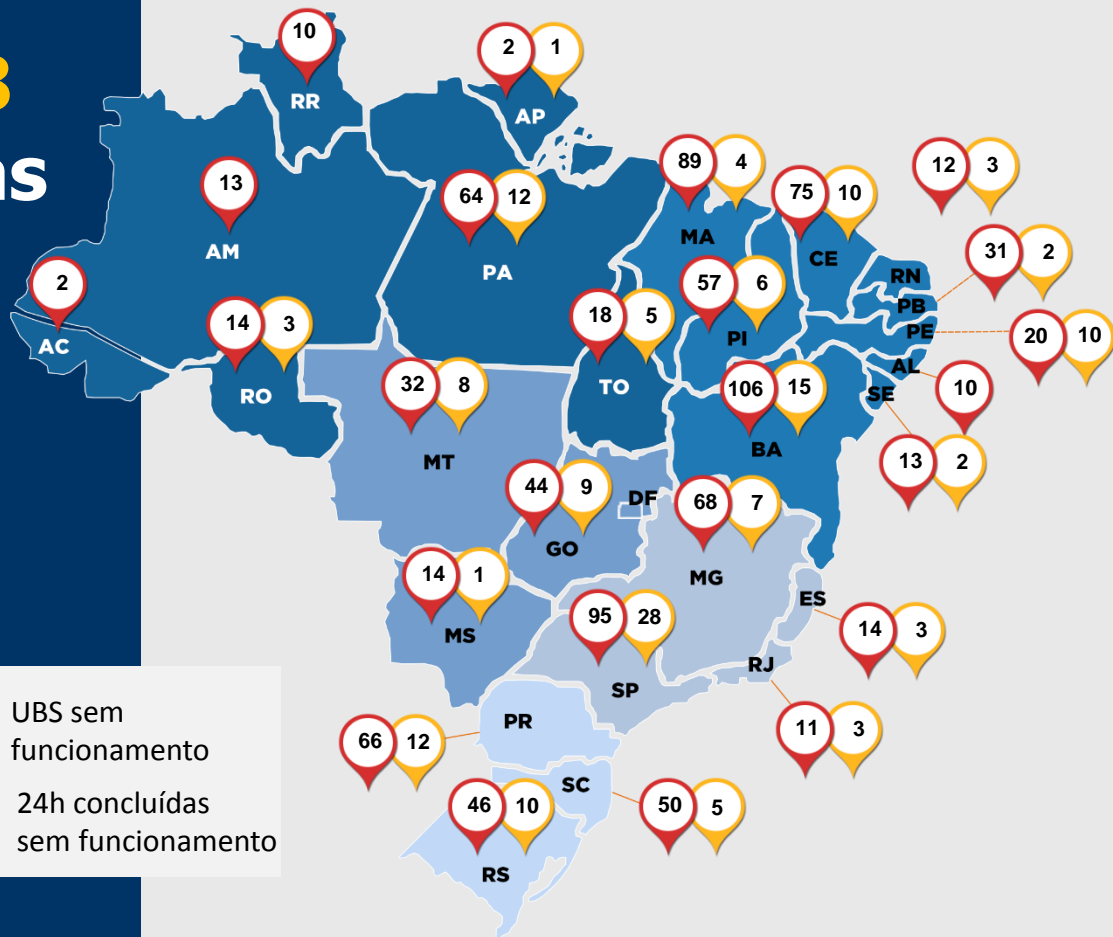 10
2 1
RR
AP
as
13
64 12
89 4
75 10
12 3
AM
PA
MA
CE
31 2
2
57 6
RN
PB
AC
14 3
18 5
PI
PE
20 10
RO
TO
AL
32 8
106 15
10
SE
MT
BA
13 2
44 9
DF
68 7
GO
MG
14 1
ES
MS
95 28
14 3
RJ
SP
UBS sem
funcionamento
PR
66 12
11 3
24h concluídas
sem funcionamento
SC
46 10
50 5
RS